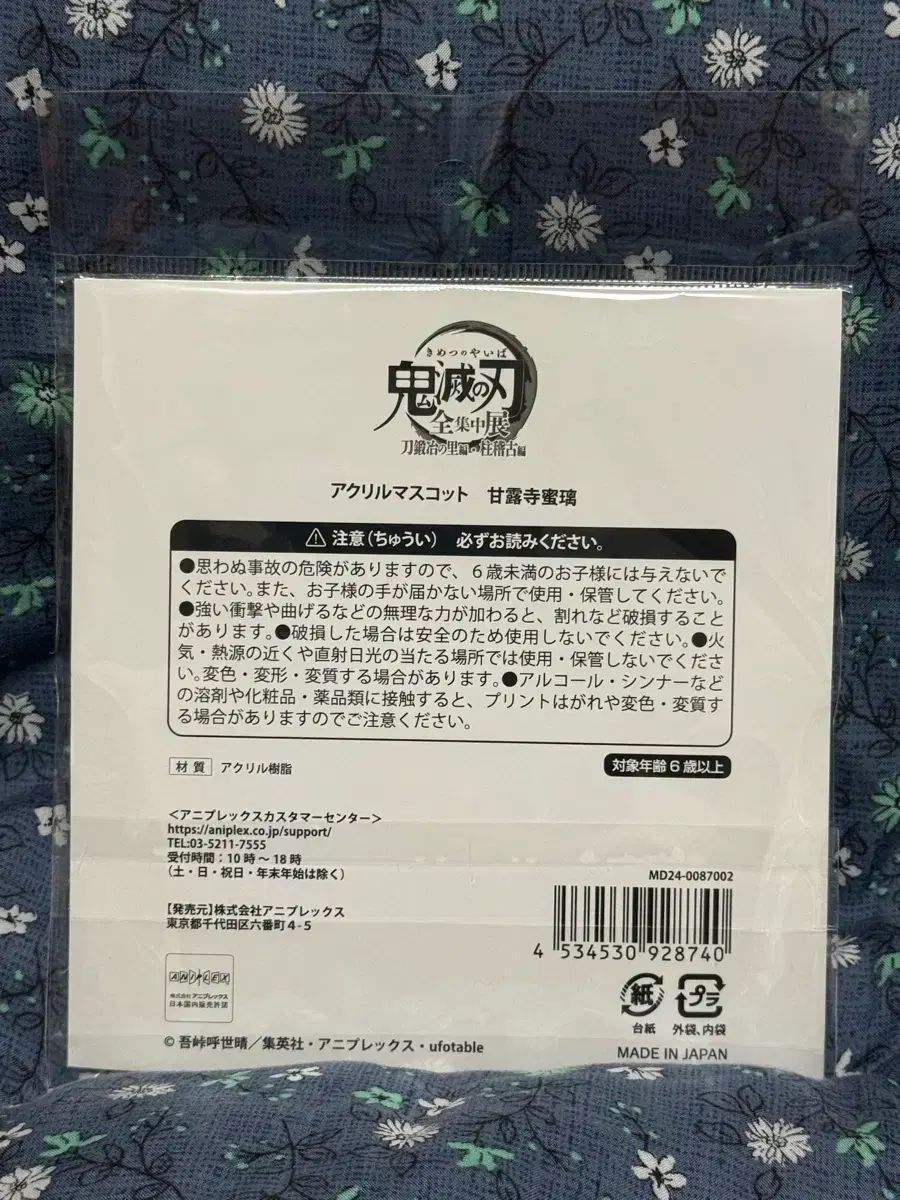 きめつのやいば
鬼滅の刃
全集中展
刀鍛冶の里編・柱稽古編
アクリルマスコット 甘露寺蜜璃
⚠ 注意(ちゅうい) 必ずお読みください。
●思わぬ事故の危険がありますので、6歳未満のお子様には与えないで
ください。また、お子様の手が届かない場所で使用・保管してください。
●強い衝撃や曲げるなどの無理な力が加わると、割れなど破損すること
があります。●破損した場合は安全のため使用しないでください。●火
気・熱源の近くや直射日光の当たる場所では使用・保管しないでくださ
い。変色・変形・変質する場合があります。●アルコール・シンナーなど
の溶剤や化粧品・薬品類に接触すると、プリントはがれや変色・変質す
る場合がありますのでご注意ください。
材質 アクリル樹脂
対象年齢6歳以上
<アニプレックスカスタマーセンター>
https://aniplex.co.jp/support/
TEL:03-5211-7555
受付時間:10時~18時
(土・日・祝日・年末年始は除く)
【発売元】株式会社アニプレックス
東京都千代田区六番町4-5
MD24-0087002
4 534530 928740
ANIPLEX
株式会社アニプレックス
日本国内販売許諾
紙
台紙
プラ
外袋、内袋
© 吾峠呼世晴/集英社・アニプレックス・ufotable
MADE IN JAPAN